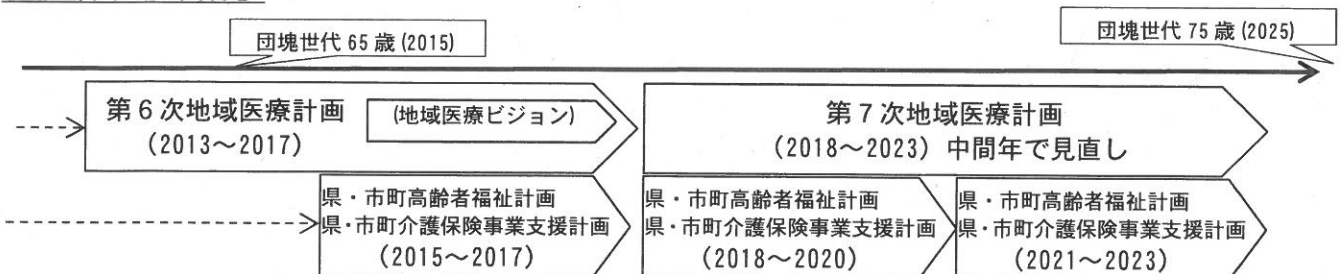 団塊世代 65 歳 (2015)
団塊世代 75 歳 (2025)
第６次地域医療計画
（2013～2017）
(地域医療ビジョン)
第７次地域医療計画
（2018～2023）中間年で見直し
県・市町高齢者福祉計画
県・市町介護保険事業支援計画
（2015～2017）
県・市町高齢者福祉計画
県・市町介護保険事業支援計画
（2018～2020）
県・市町高齢者福祉計画
県・市町介護保険事業支援計画
（2021～2023）